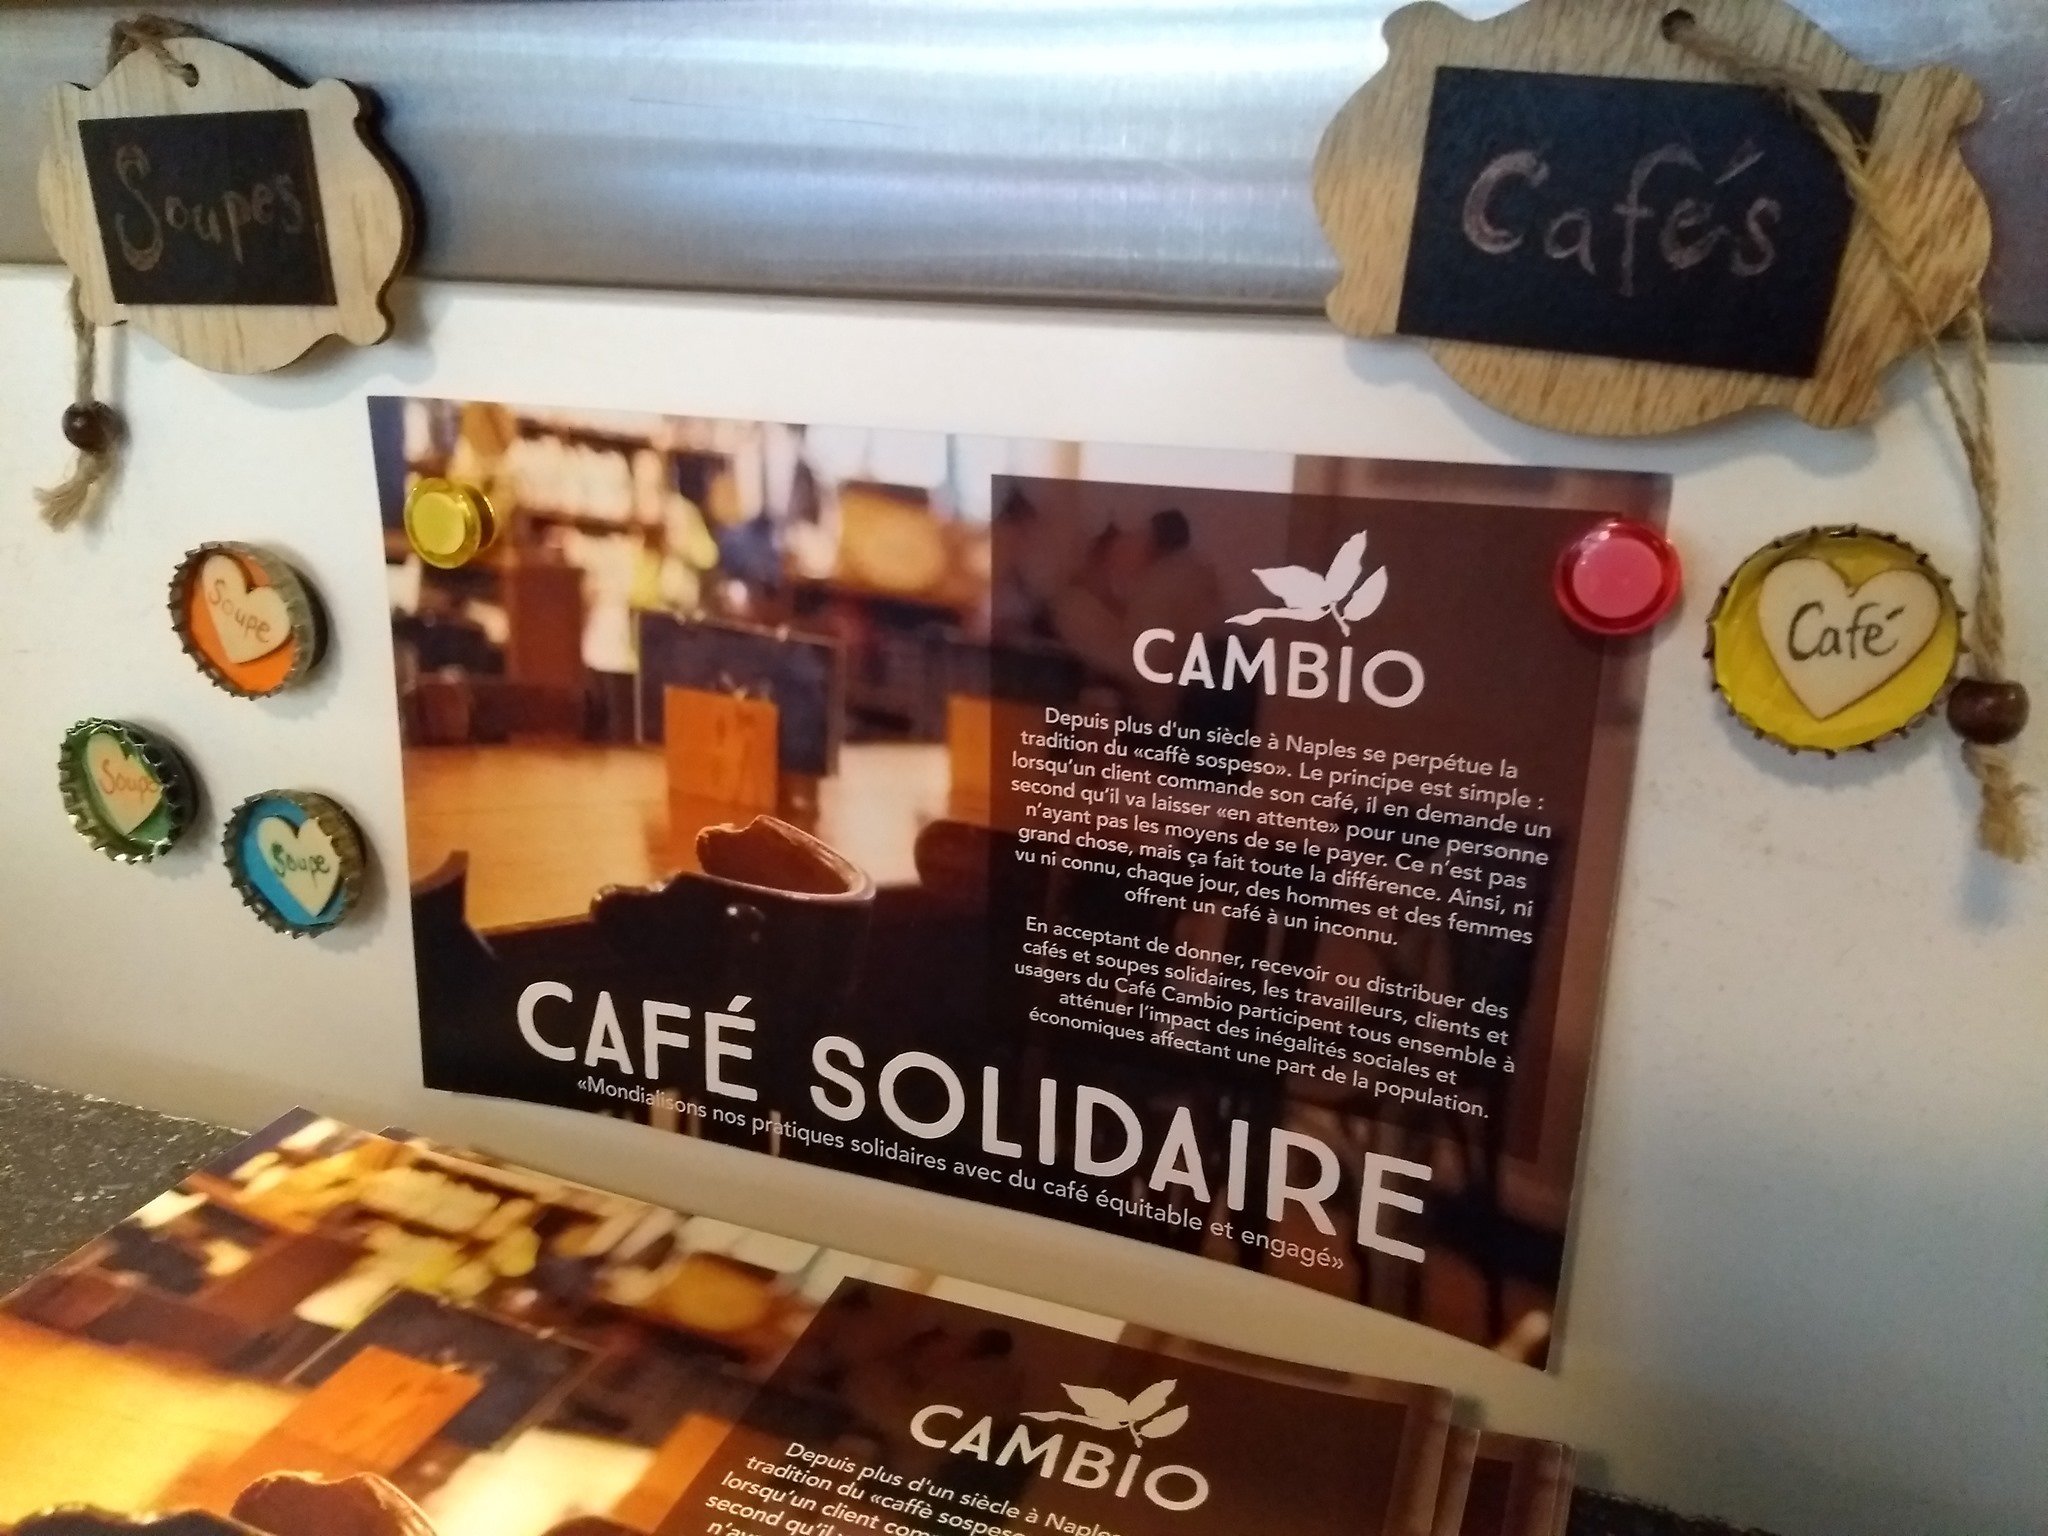 Soupes
Cafés
Soupe
Soupe
Soupe
Café
CAMBIO
Depuis plus d'un siècle à Naples se perpétue la
tradition du «caffè sospeso». Le principe est simple :
lorsqu'un client commande son café, il en demande un
second qu'il va laisser «en attente» pour une personne
n'ayant pas les moyens de se le payer. Ce n'est pas
grand chose, mais ça fait toute la différence. Ainsi, ni
vu ni connu, chaque jour, des hommes et des femmes
offrent un café à un inconnu.
En acceptant de donner, recevoir ou distribuer des
cafés et soupes solidaires, les travailleurs, clients et
usagers du Café Cambio participent tous ensemble à
atténuer l'impact des inégalités sociales et
économiques affectant une part de la population.
CAFÉ SOLIDAIRE
«Mondialisons nos pratiques solidaires avec du café équitable et engagé»
CAMBIO
Depuis plus d'un siècle à Naples
tradition du «caffè sospeso
lorsqu'un client com
second qu'il